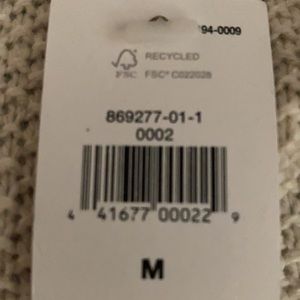 94-0009
RECYCLED
FSC
FSC® C022028
869277-01-1
0002
4 41677 00022 9
M